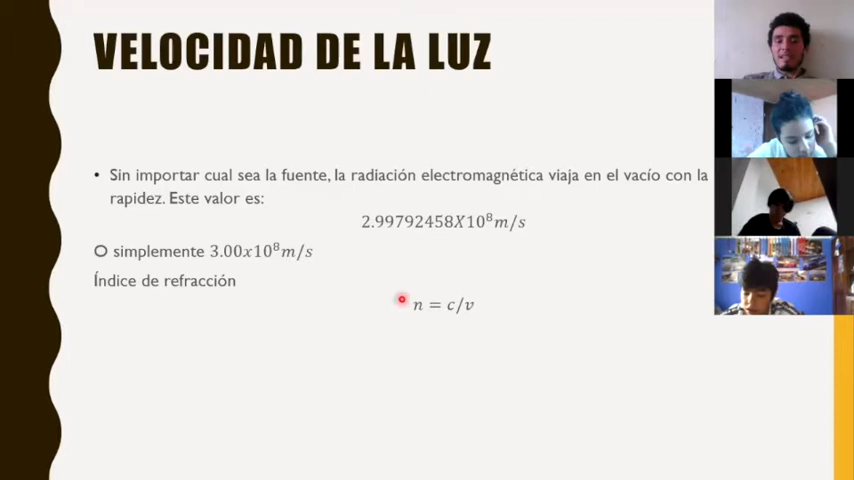 VELOCIDAD DE LA LUZ
• Sin importar cual sea la fuente, la radiación electromagnética viaja en el vacío con la
rapidez. Este valor es:
2.99792458X10⁸m/s
O simplemente 3.00x10⁸m/s
Índice de refracción
n = c/v